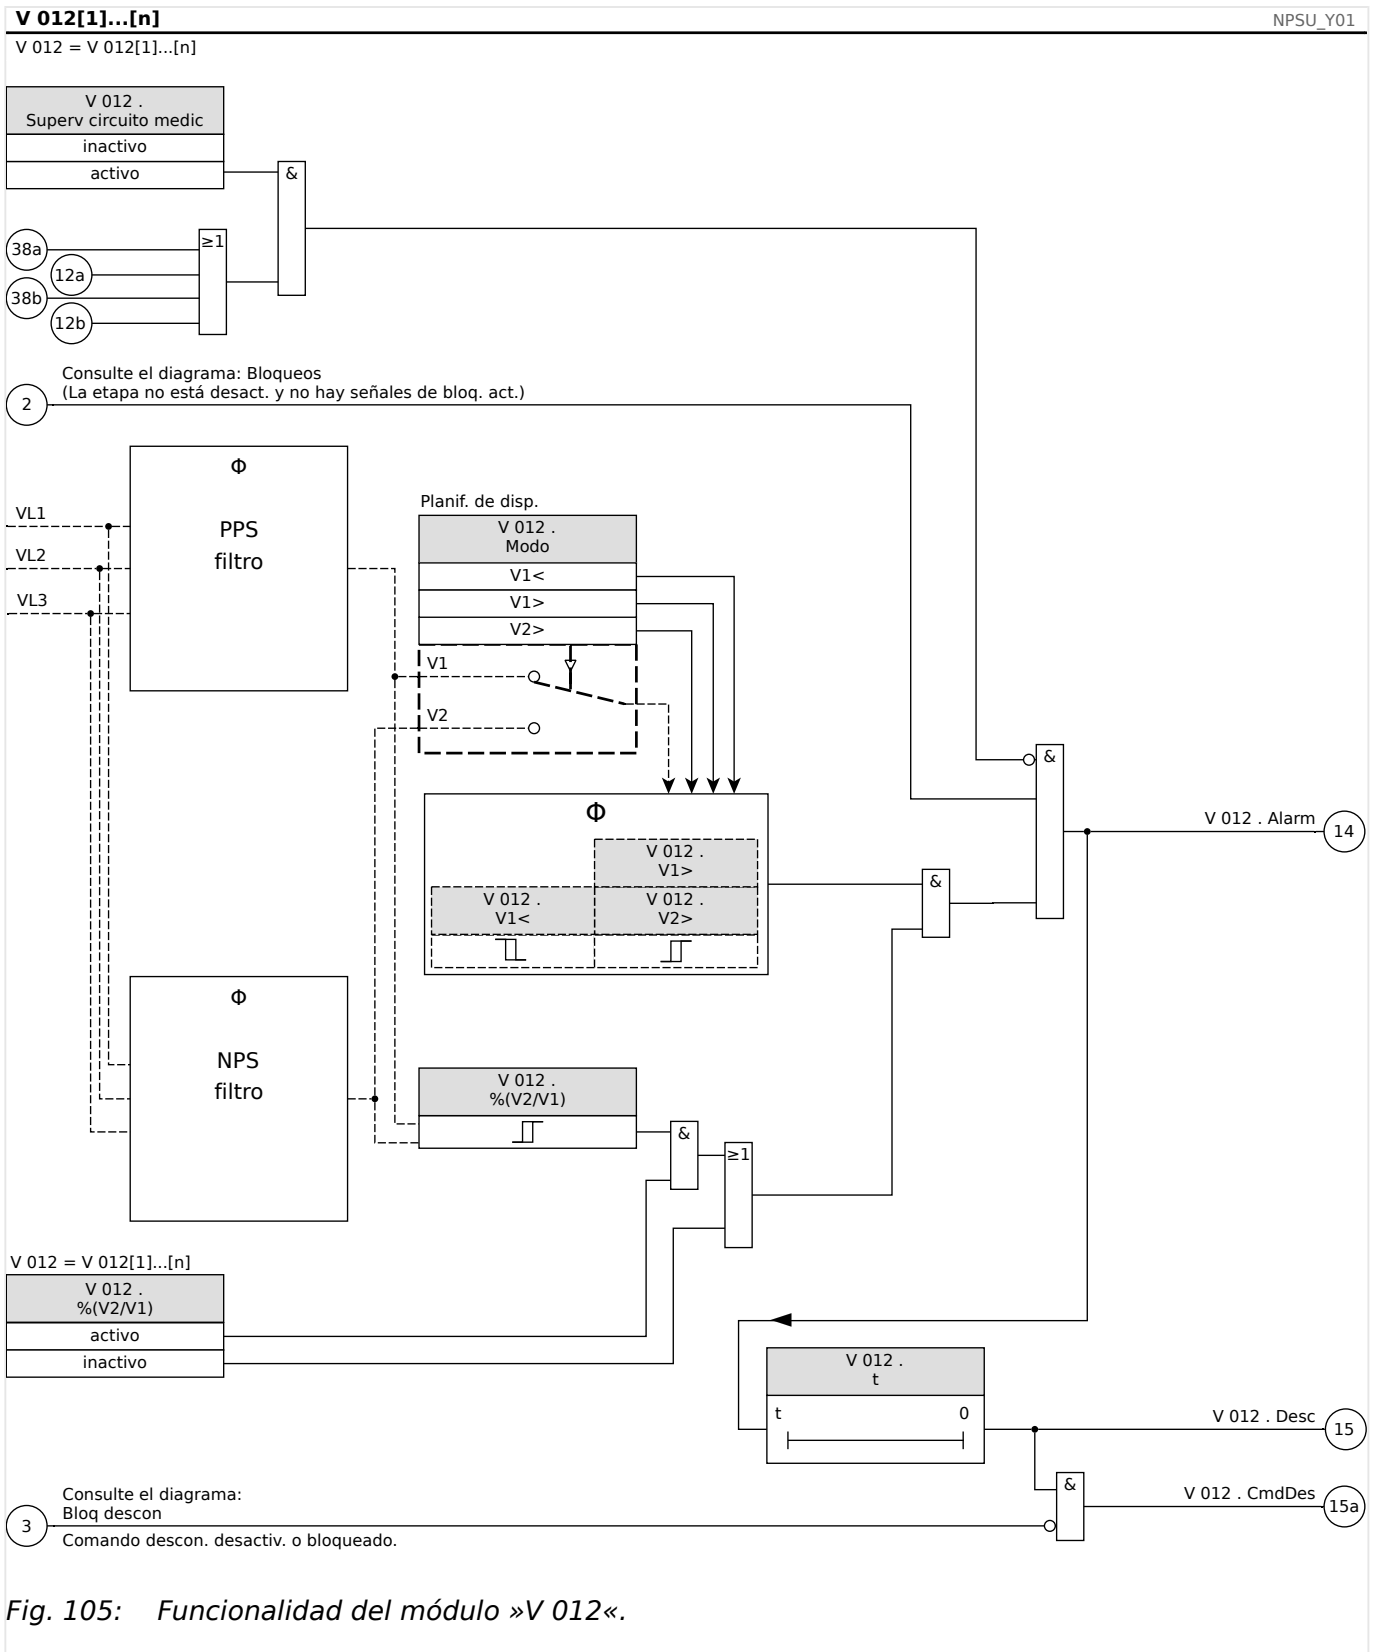 V 012[1]...[n]
NPSU_Y01
V 012 = V 012[1]...[n]
V 012 .
Superv circuito medic
inactivo
activo
&
38a
≥1
12a
38b
12b
Consulte el diagrama: Bloqueos
(La etapa no está desact. y no hay señales de bloq. act.)
2
Φ
PPS
filtro
VL1
VL2
VL3
Planif. de disp.
V 012 .
Modo
V1<
V1>
V2>
V1
V2
&
V 012 . Alarm
14
Φ
V 012 .
V1>
V 012 .
V1<
V 012 .
V2>
&
Φ
NPS
filtro
V 012 .
%(V2/V1)
&
≥1
V 012 = V 012[1]...[n]
V 012 .
%(V2/V1)
activo
inactivo
V 012 .
t
t
0
V 012 . Desc
15
&
V 012 . CmdDes
15a
Consulte el diagrama:
Bloq descon
3
Comando descon. desactiv. o bloqueado.
Fig. 105: Funcionalidad del módulo »V 012«.